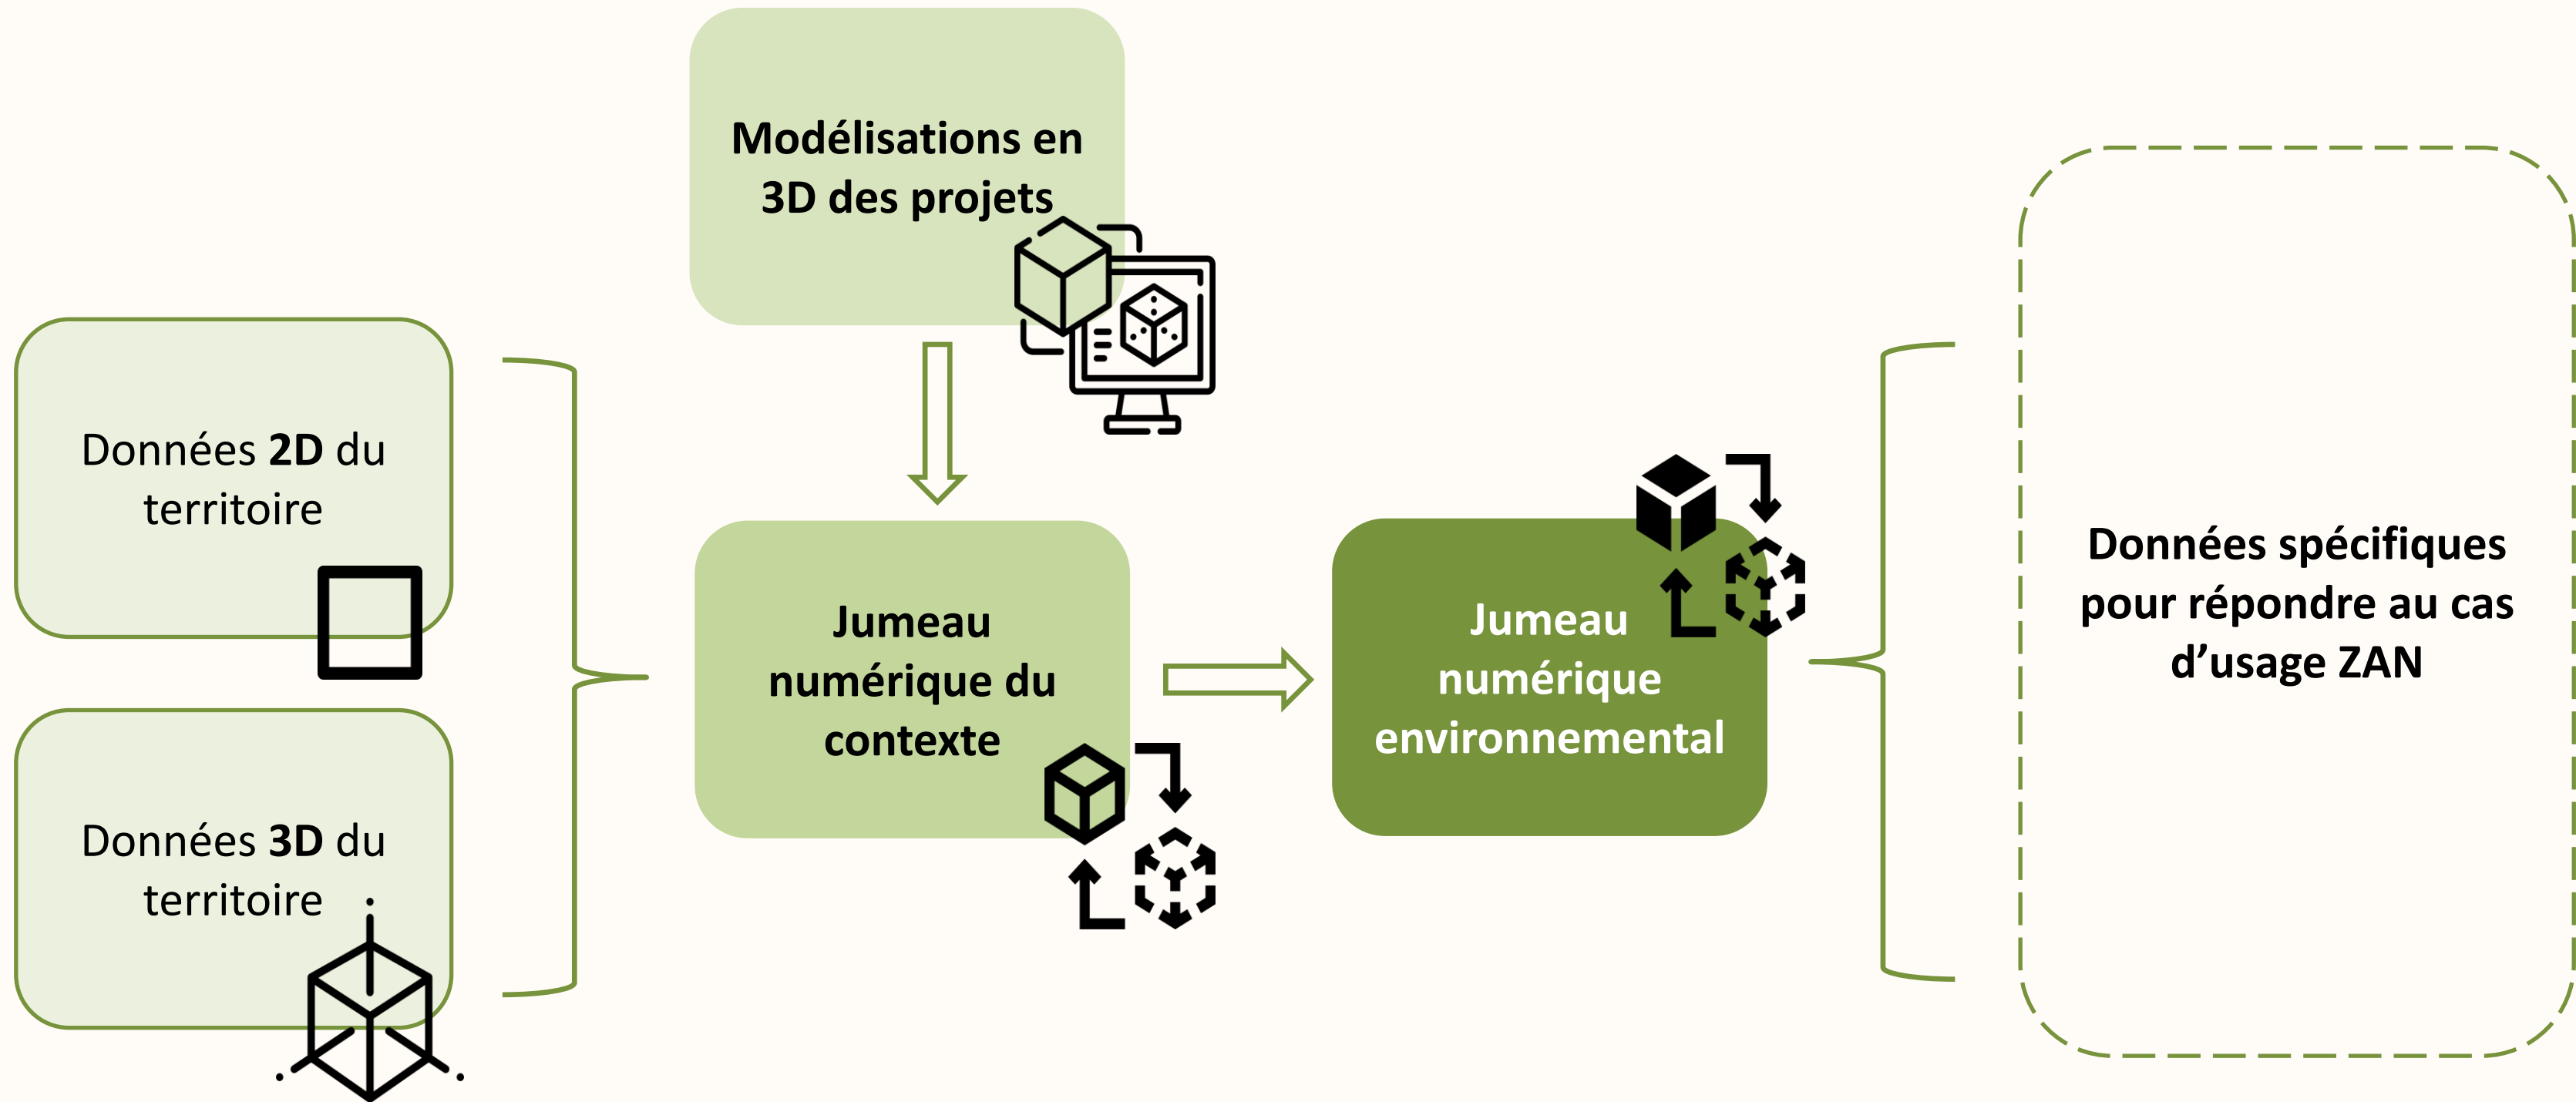 Modélisations en
3D des projets
Données 2D du
territoire
Données 3D du
territoire
Jumeau
numérique du
contexte
Jumeau
numérique
environnemental
Données spécifiques
pour répondre au cas
d’usage ZAN